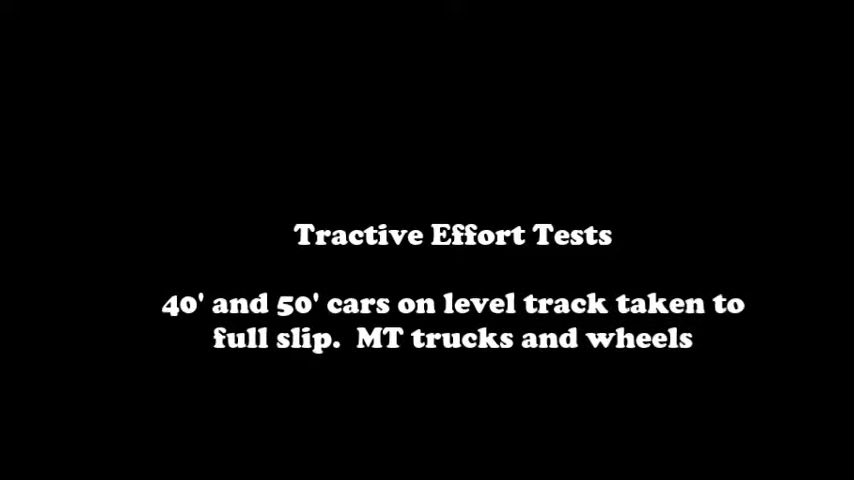 Tractive Effort Tests
40' and 50' cars on level track taken to
full slip.  MT trucks and wheels